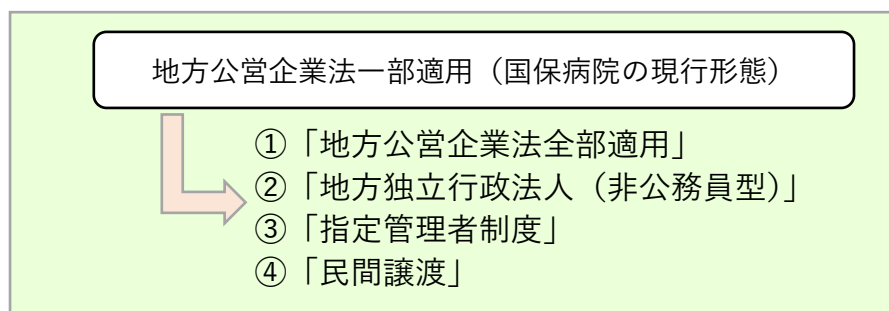 地方公営企業法一部適用（国保病院の現行形態）
①「地方公営企業法全部適用」
②「地方独立行政法人（非公務員型）」
③「指定管理者制度」
④「民間譲渡」